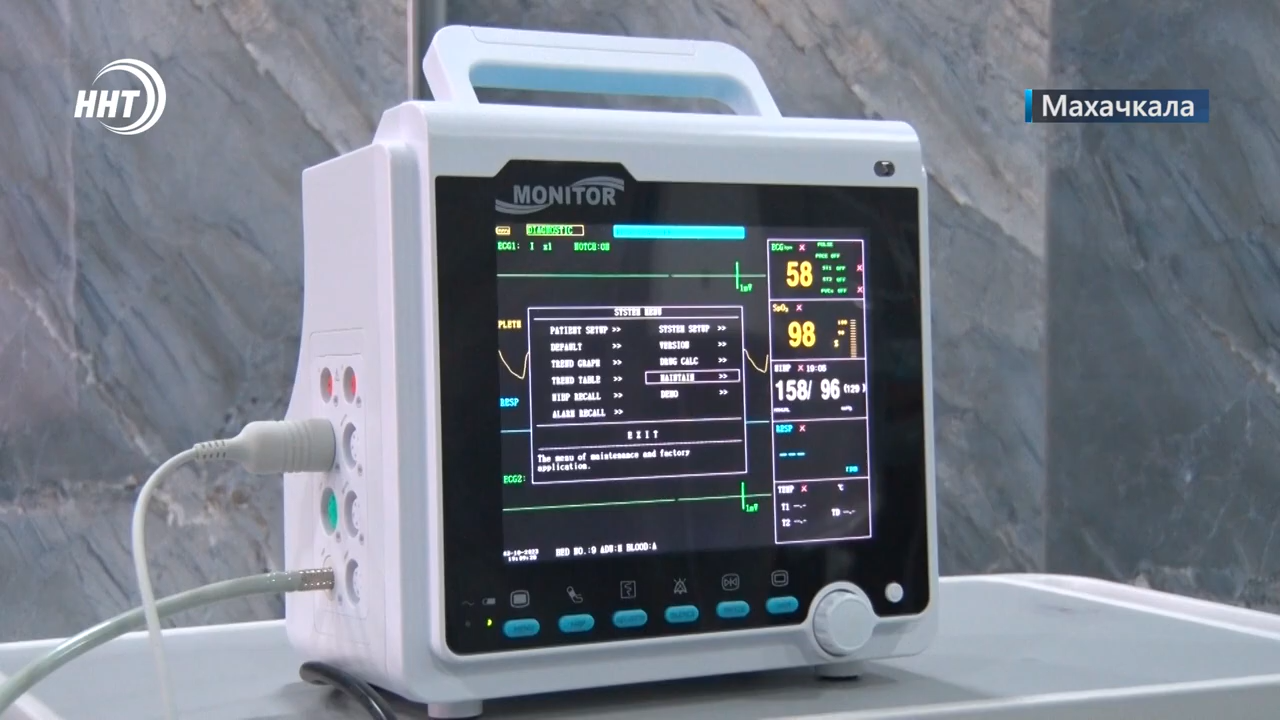 ННТ
Махачкала
MONITOR
DIAGNOSTIC
ECG1: I x1 NOTCH:ON
1mV
PLETH
RESP
ECG2:
1mV
SYSTEM MENU
PATIENT SETUP >> SYSTEM SETUP >>
DEFAULT >> VERSION >>
TREND GRAPH >> DRUG CALC >>
TREND TABLE >> MAINTAIN >>
NIBP RECALL >> DEMO >>
ALARM RECALL >>
EXIT
The menu of maintenance and factory
application.
ECG
58
SpO₂
98
NIBP 19:05
158/ 96 (129)
RESP
---
TEMP °C
T1 --.-
T2 --.-
TD --.-
BED NO.:9 BLOOD:A